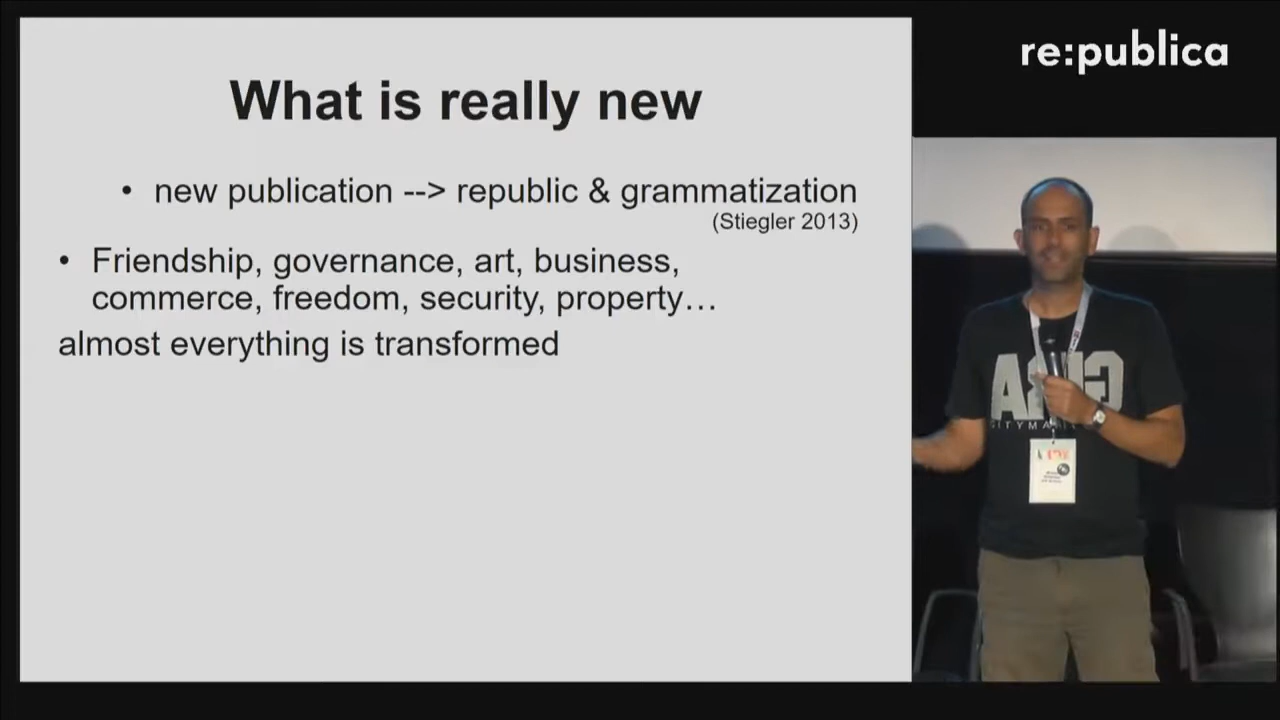 re:publica
What is really new
• new publication --> republic & grammatization
(Stiegler 2013)
• Friendship, governance, art, business,
commerce, freedom, security, property…
almost everything is transformed